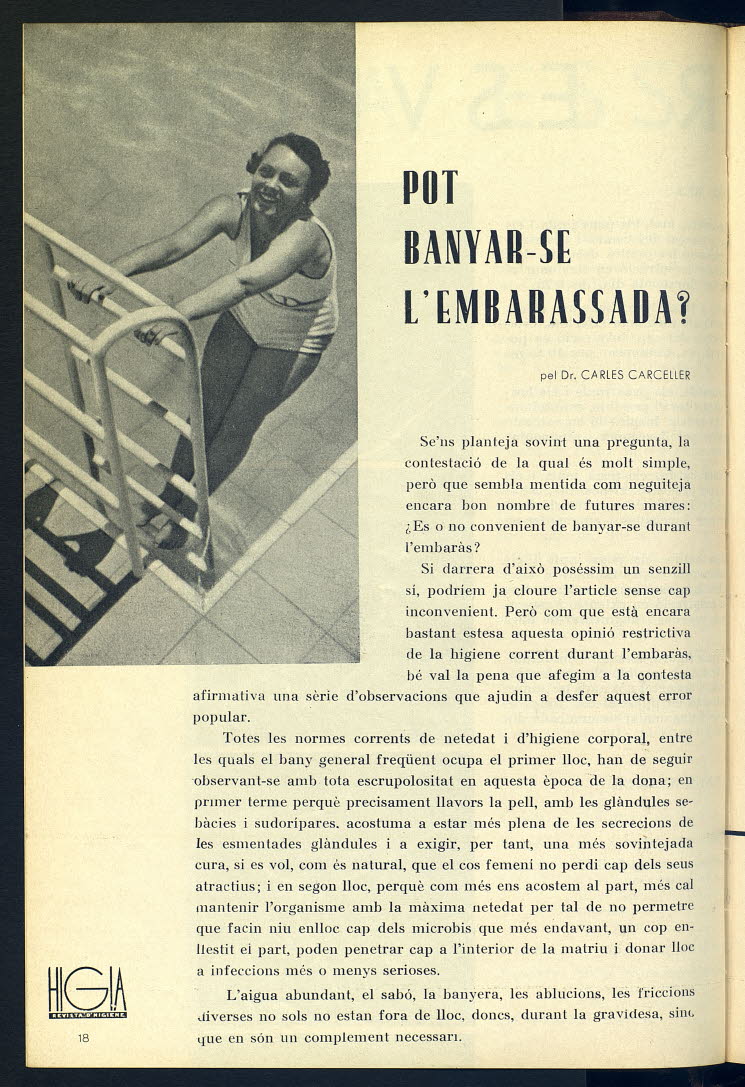 POT
BANYAR-SE
L'EMBARASSADA?
pel Dr. CARLES CARCELLER
Se'ns planteja sovint una pregunta, la
contestació de la qual és molt simple,
però que sembla mentida com neguiteja
encara bon nombre de futures mares:
¿Es o no convenient de banyar-se durant
l'embaràs?
Si darrera d'això poséssim un senzill
sí, podríem ja cloure l'article sense cap
inconvenient. Però com que està encara
bastant estesa aquesta opinió restrictiva
de la higiene corrent durant l'embaràs,
bé val la pena que afegim a la contesta
afirmativa una sèrie d'observacions que ajudin a desfer aquest error
popular.
Totes les normes corrents de netedat i d'higiene corporal, entre
les quals el bany general freqüent ocupa el primer lloc, han de seguir
observant-se amb tota escrupolositat en aquesta època de la dona; en
primer terme perquè precisament llavors la pell, amb les glàndules se-
bàcies i sudorípares. acostuma a estar més plena de les secrecions de
les esmentades glàndules i a exigir, per tant, una més sovintejada
cura, si es vol, com és natural, que el cos femení no perdi cap dels seus
atractius; i en segon lloc, perquè com més ens acostem al part, més cal
mantenir l'organisme amb la màxima netedat per tal de no permetre
que facin niu enlloc cap dels microbis que més endavant, un cop en-
llestit el part, poden penetrar cap a l'interior de la matriu i donar lloc
a infeccions més o menys serioses.
L'aigua abundant, el sabó, la banyera, les ablucions, les friccions
diverses no sols no estan fora de lloc, doncs, durant la gravidesa, sinó
que en són un complement necessari.
HIGIA
REVISTA D'HIGIENE
18